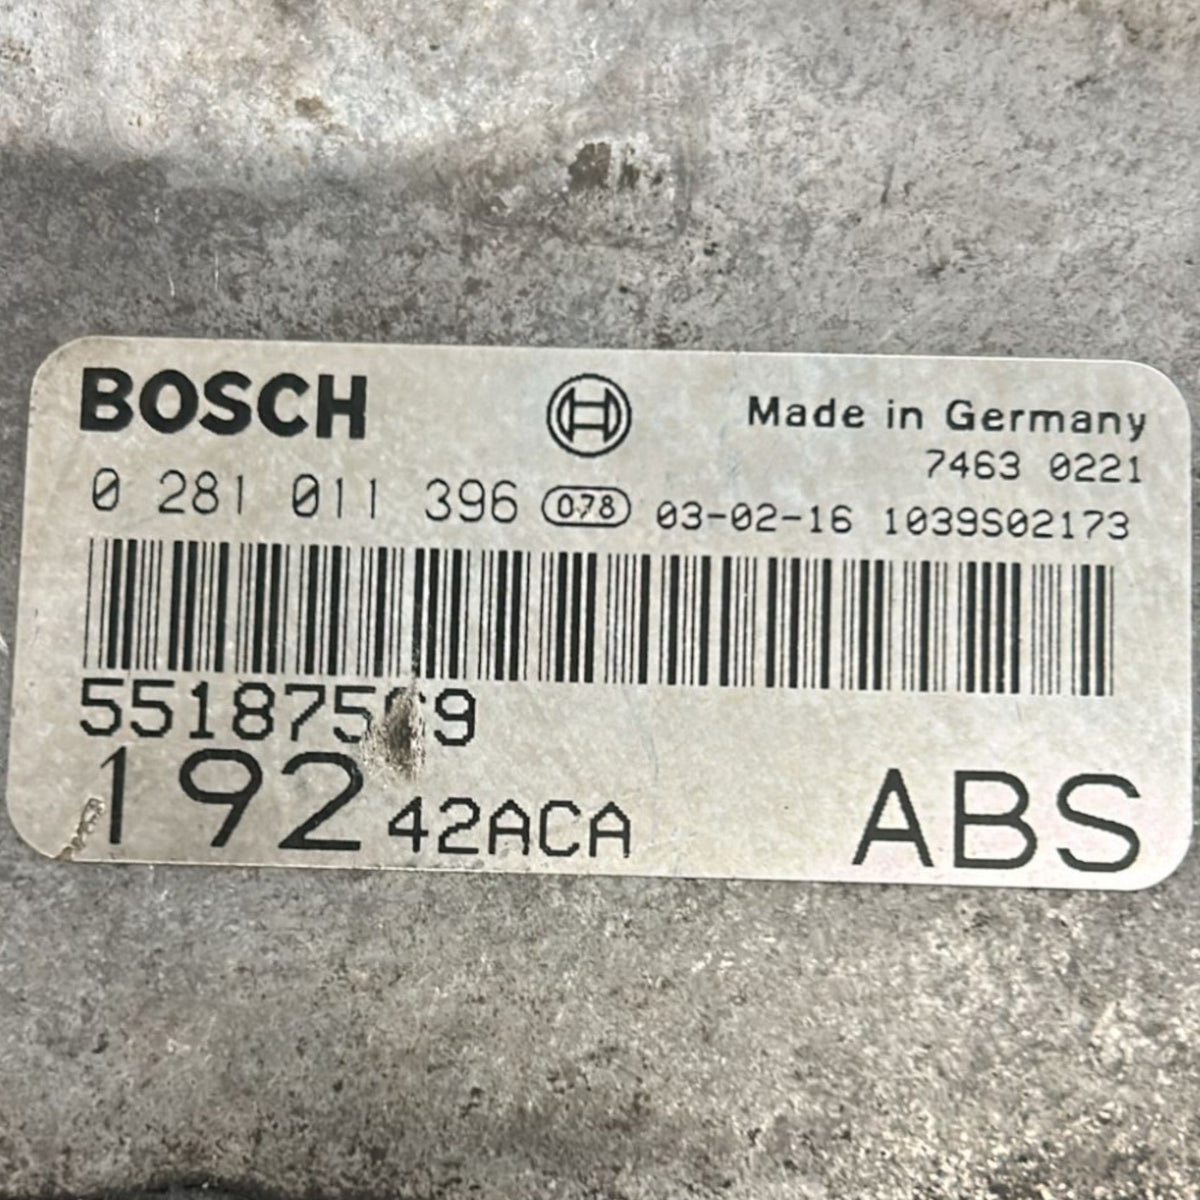 BOSCH
Made in Germany
7463 0221
0 281 011 396 078 03-02-16 1039S02173
192 42ACA ABS